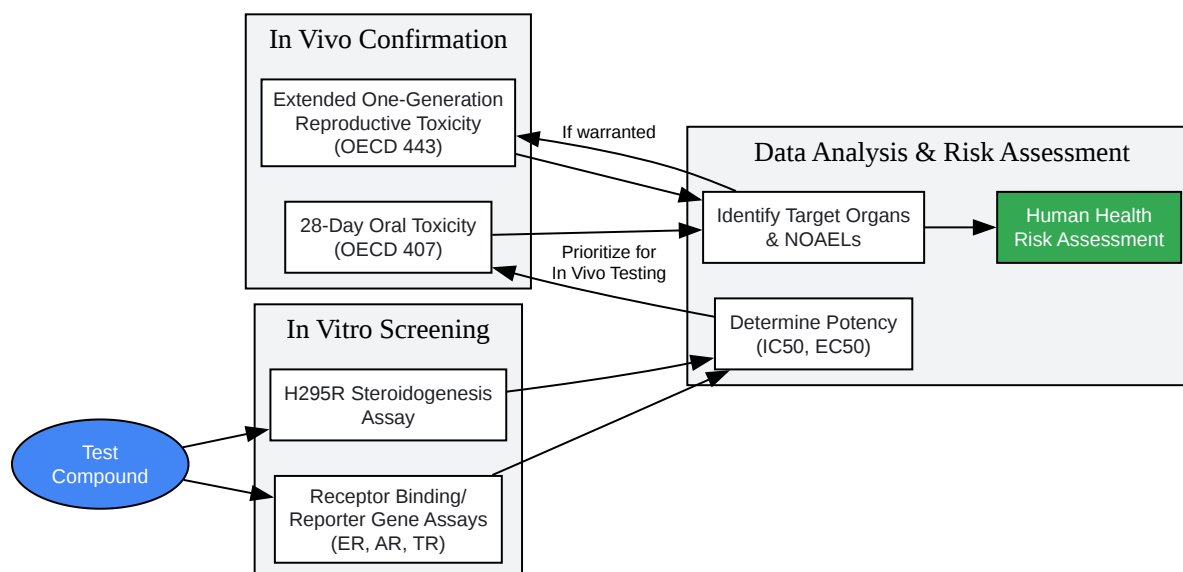 In Vivo Confirmation
Extended One-Generation
Reproductive Toxicity
(OECD 443)
28-Day Oral Toxicity
(OECD 407)
If warranted
Prioritize for
In Vivo Testing
Data Analysis & Risk Assessment
Identify Target Organs
& NOAELs
Human Health
Risk Assessment
Determine Potency
(IC50, EC50)
In Vitro Screening
H295R Steroidogenesis
Assay
Test
Compound
Receptor Binding/
Reporter Gene Assays
(ER, AR, TR)